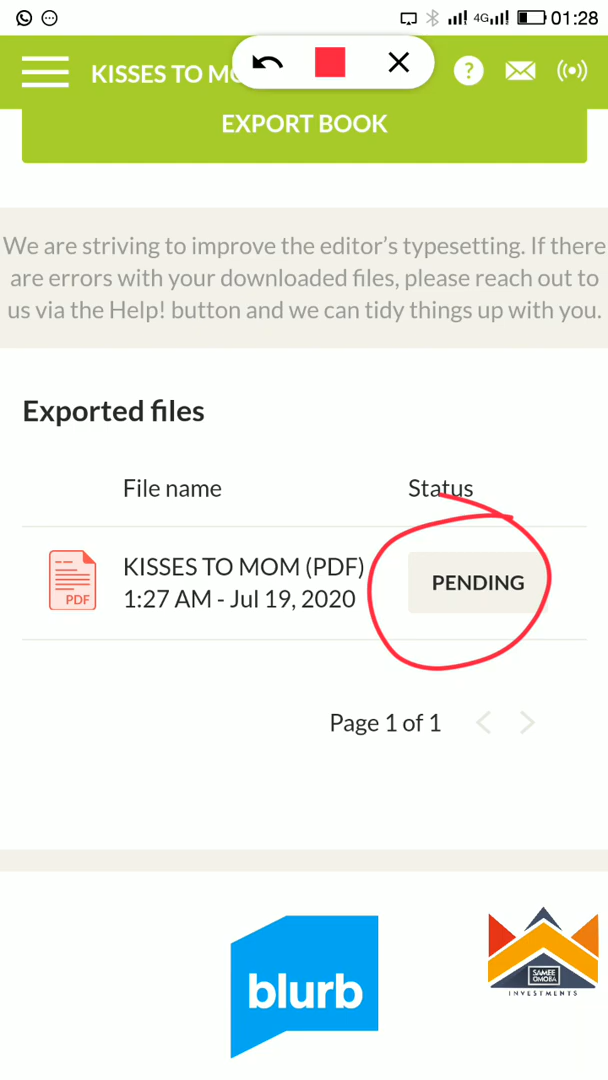 4G 01:28
KISSES TO M
?
EXPORT BOOK
We are striving to improve the editor's typesetting. If there
are errors with your downloaded files, please reach out to
us via the Help! button and we can tidy things up with you.
Exported files
File name Status
KISSES TO MOM (PDF) PENDING
PDF 1:27 AM - Jul 19, 2020
Page 1 of 1
blurb
SAMEE
OMOBA
INVESTMENTS